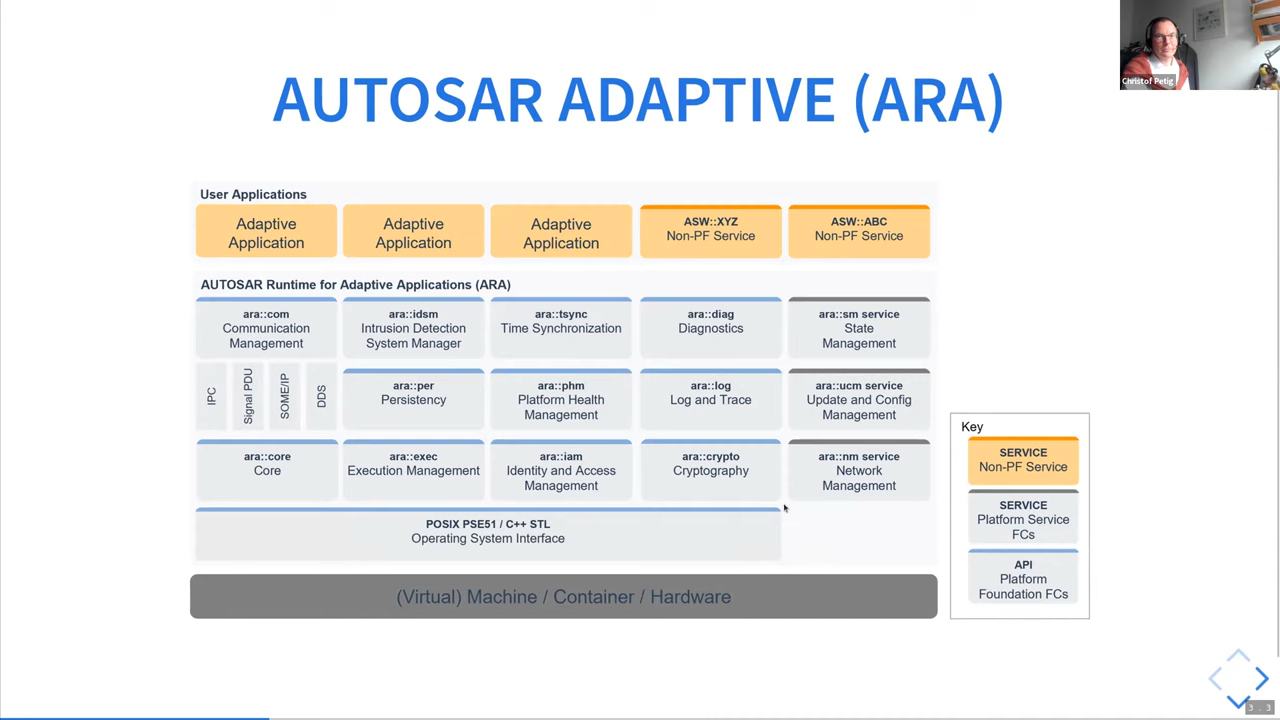 Christof Petig
AUTOSAR ADAPTIVE (ARA)
User Applications
Adaptive
Application
Adaptive
Application
Adaptive
Application
ASW::XYZ
Non-PF Service
ASW::ABC
Non-PF Service
AUTOSAR Runtime for Adaptive Applications (ARA)
ara::com
Communication
Management
ara::idsm
Intrusion Detection
System Manager
ara::tsync
Time Synchronization
ara::diag
Diagnostics
ara::sm service
State
Management
IPC
Signal PDU
SOME/IP
DDS
ara::per
Persistency
ara::phm
Platform Health
Management
ara::log
Log and Trace
ara::ucm service
Update and Config
Management
ara::core
Core
ara::exec
Execution Management
ara::iam
Identity and Access
Management
ara::crypto
Cryptography
ara::nm service
Network
Management
POSIX PSE51 / C++ STL
Operating System Interface
(Virtual) Machine / Container / Hardware
Key
SERVICE
Non-PF Service
SERVICE
Platform Service
FCs
API
Platform
Foundation FCs
3 . 3